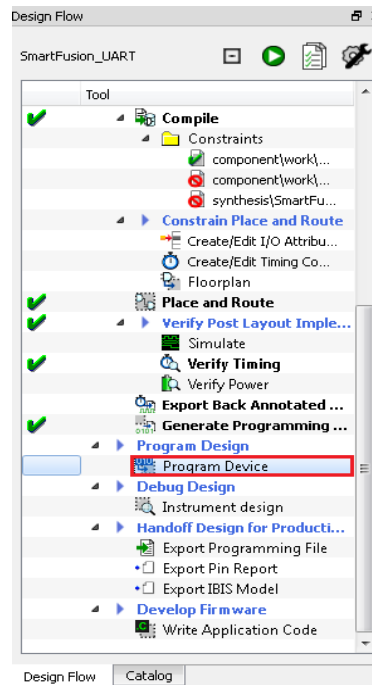 Design Flow
SmartFusion_UART
Tool
Compile
Constraints
component\work\...
component\work\...
synthesis\SmartFu...
Constrain Place and Route
Create/Edit I/O Attribu...
Create/Edit Timing Co...
Floorplan
Place and Route
Verify Post Layout Imple...
Simulate
Verify Timing
Verify Power
Export Back Annotated ...
Generate Programming ...
Program Design
Program Device
Debug Design
Instrument design
Handoff Design for Producti...
Export Programming File
Export Pin Report
Export IBIS Model
Develop Firmware
Write Application Code
Design Flow Catalog